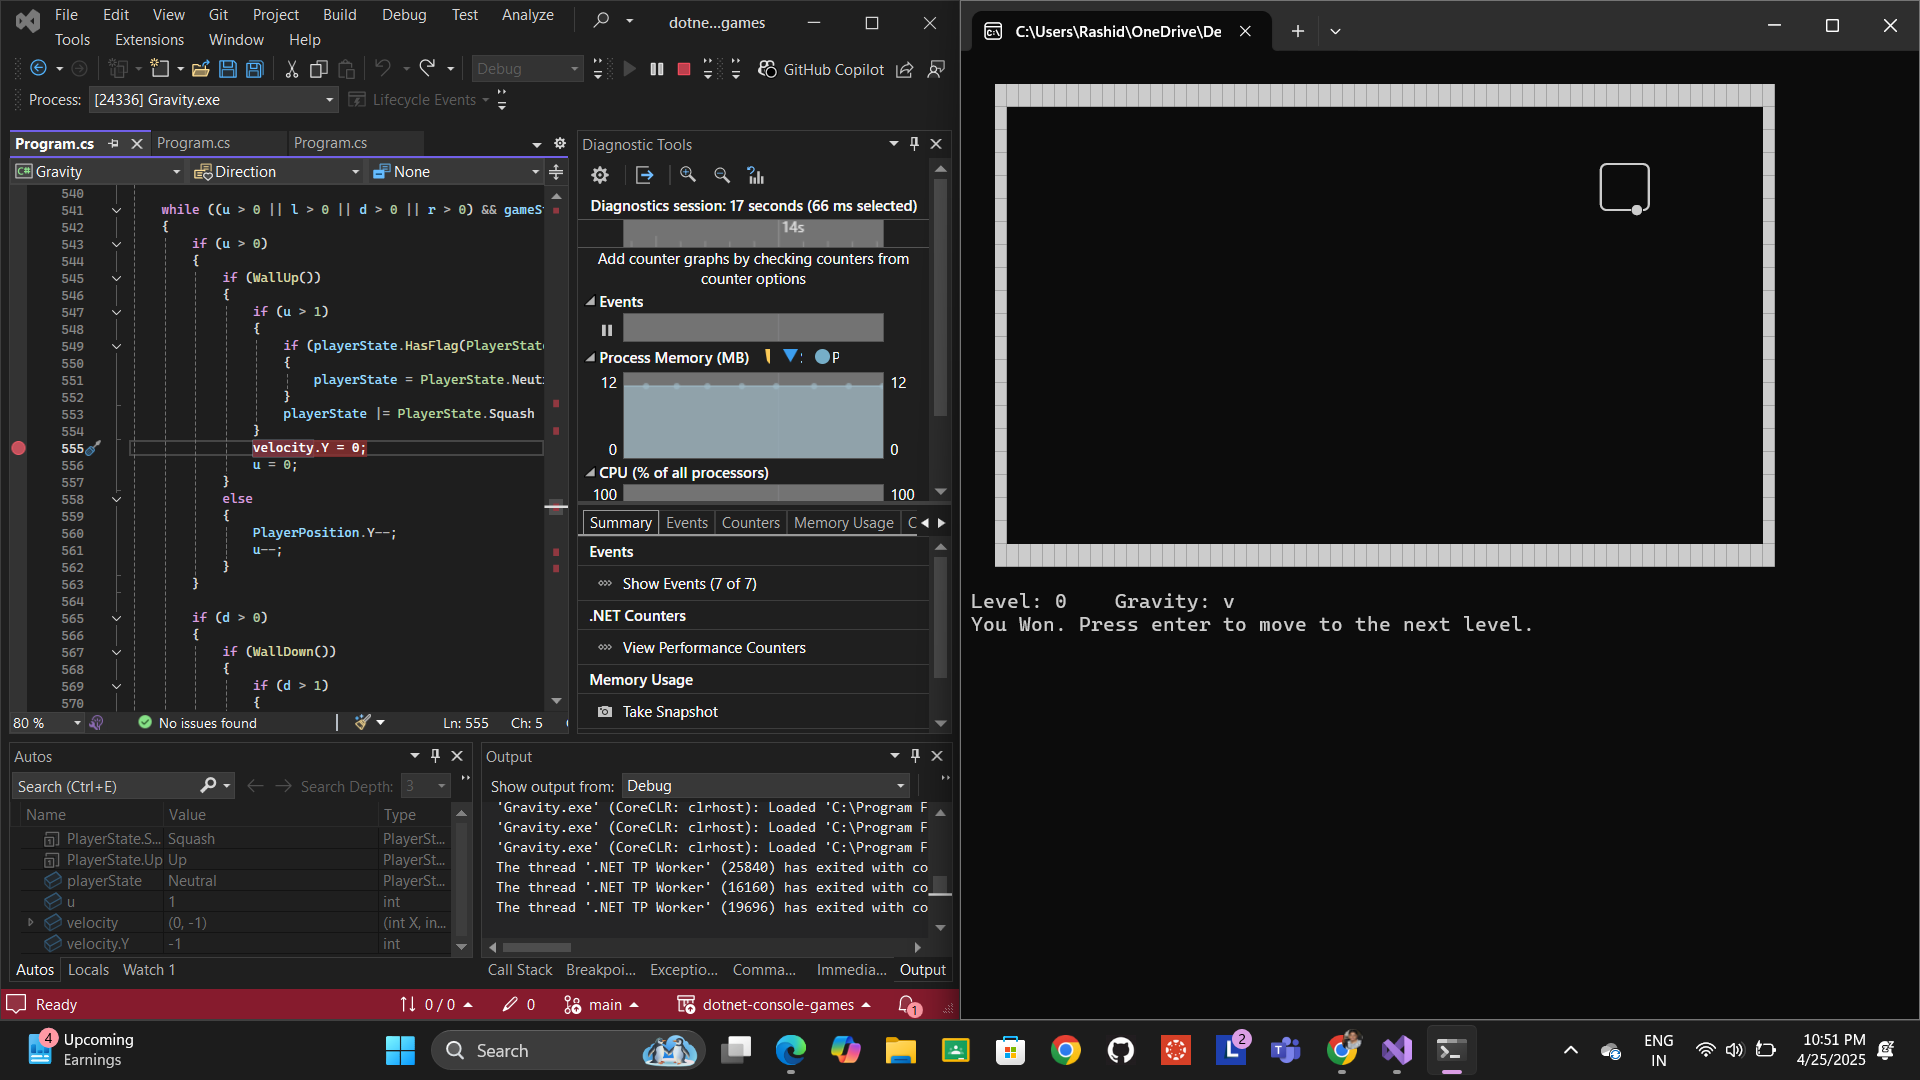 File Edit View Git Project Build Debug Test Analyze dotne...games
Tools Extensions Window Help
Debug GitHub Copilot
Process: [24336] Gravity.exe Lifecycle Events
Program.cs Program.cs Program.cs
C# Gravity Direction None
540
541 while ((u > 0 || l > 0 || d > 0 || r > 0) && gameS
542 {
543 if (u > 0)
544 {
545 if (WallUp())
546 {
547 if (u > 1)
548 {
549 if (playerState.HasFlag(PlayerState
550 {
551 playerState = PlayerState.Neut
552 }
553 playerState |= PlayerState.Squash
554 }
555 velocity.Y = 0;
556 u = 0;
557 }
558 else
559 {
560 PlayerPosition.Y--;
561 u--;
562 }
563 }
564
565 if (d > 0)
566 {
567 if (WallDown())
568 {
569 if (d > 1)
570 {
80 % No issues found Ln: 555 Ch: 5
Diagnostic Tools
Diagnostics session: 17 seconds (66 ms selected)
14s
Add counter graphs by checking counters from
counter options
Events
Process Memory (MB) P
12 12
0 0
CPU (% of all processors)
100 100
Summary Events Counters Memory Usage C
Events
Show Events (7 of 7)
.NET Counters
View Performance Counters
Memory Usage
Take Snapshot
Autos
Search (Ctrl+E) Search Depth: 3
Name Value Type
PlayerState.S... Squash PlayerSt...
PlayerState.Up Up PlayerSt...
playerState Neutral PlayerSt...
u 1 int
velocity (0, -1) (int X, in...
velocity.Y -1 int
Autos Locals Watch 1
Output
Show output from: Debug
'Gravity.exe' (CoreCLR: clrhost): Loaded 'C:\Program F
'Gravity.exe' (CoreCLR: clrhost): Loaded 'C:\Program F
'Gravity.exe' (CoreCLR: clrhost): Loaded 'C:\Program F
The thread '.NET TP Worker' (25840) has exited with co
The thread '.NET TP Worker' (16160) has exited with co
The thread '.NET TP Worker' (19696) has exited with co
Call Stack Breakpoi... Exceptio... Comma... Immedia... Output
Ready 0 / 0 0 main dotnet-console-games 1
C:\Users\Rashid\OneDrive\De
Level: 0 Gravity: v
You Won. Press enter to move to the next level.
4 Upcoming
Earnings
Search
L 2
ENG
IN
10:51 PM
4/25/2025